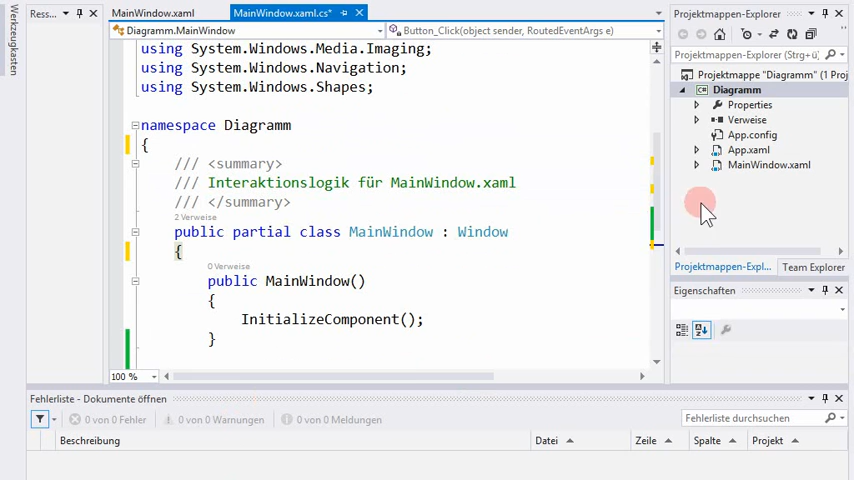 Werkzeugkasten
Ress...
MainWindow.xaml
MainWindow.xaml.cs*
Diagramm.MainWindow
Button_Click(object sender, RoutedEventArgs e)
using System.Windows.Media.Imaging;
using System.Windows.Navigation;
using System.Windows.Shapes;
namespace Diagramm
{
/// <summary>
/// Interaktionslogik für MainWindow.xaml
/// </summary>
2 Verweise
public partial class MainWindow : Window
{
0 Verweise
public MainWindow()
{
InitializeComponent();
}
100 %
Projektmappen-Explorer
Projektmappen-Explorer (Strg+ü)
Projektmappe "Diagramm" (1 Proj
C# Diagramm
Properties
Verweise
App.config
App.xaml
MainWindow.xaml
Projektmappen-Expl...
Team Explorer
Eigenschaften
Fehlerliste - Dokumente öffnen
0 von 0 Fehler
0 von 0 Warnungen
0 von 0 Meldungen
Fehlerliste durchsuchen
Beschreibung
Datei
Zeile
Spalte
Projekt